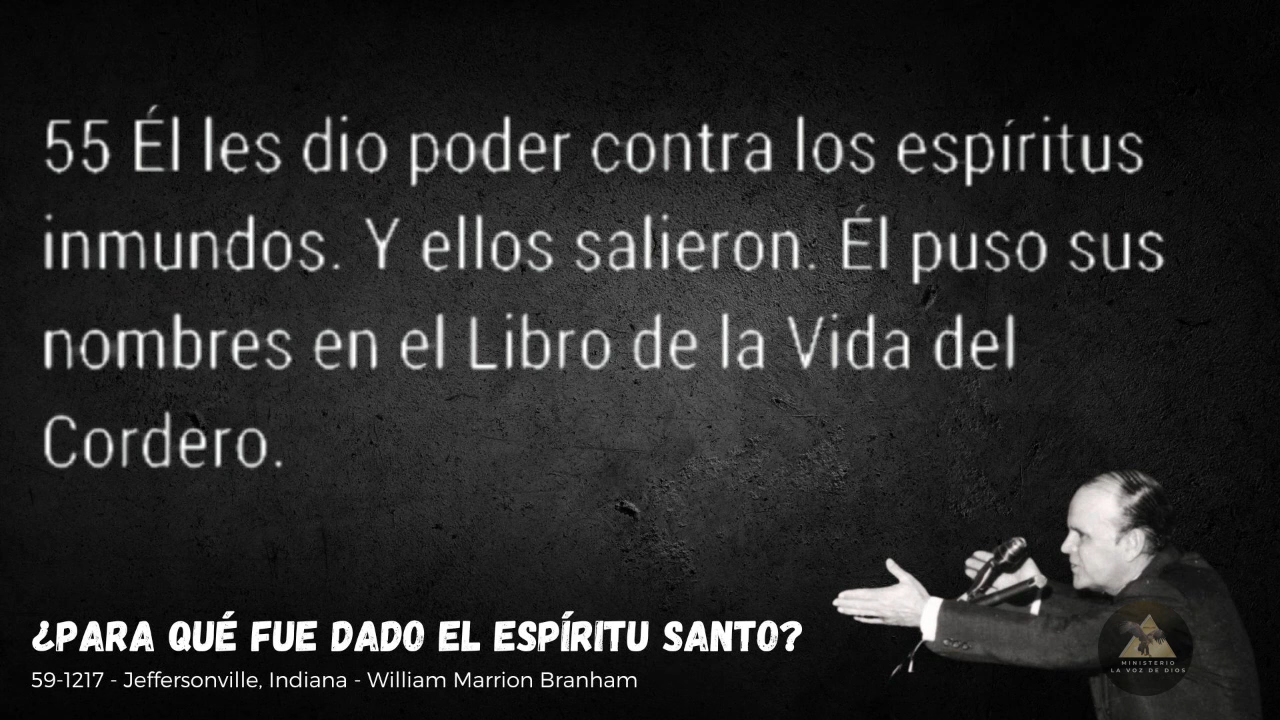 55 Él les dio poder contra los espíritus
inmundos. Y ellos salieron. Él puso sus
nombres en el Libro de la Vida del
Cordero.
¿PARA QUÉ FUE DADO EL ESPÍRITU SANTO?
59-1217 - Jeffersonville, Indiana - William Marrion Branham
MINISTERIO
LA VOZ DE DIOS